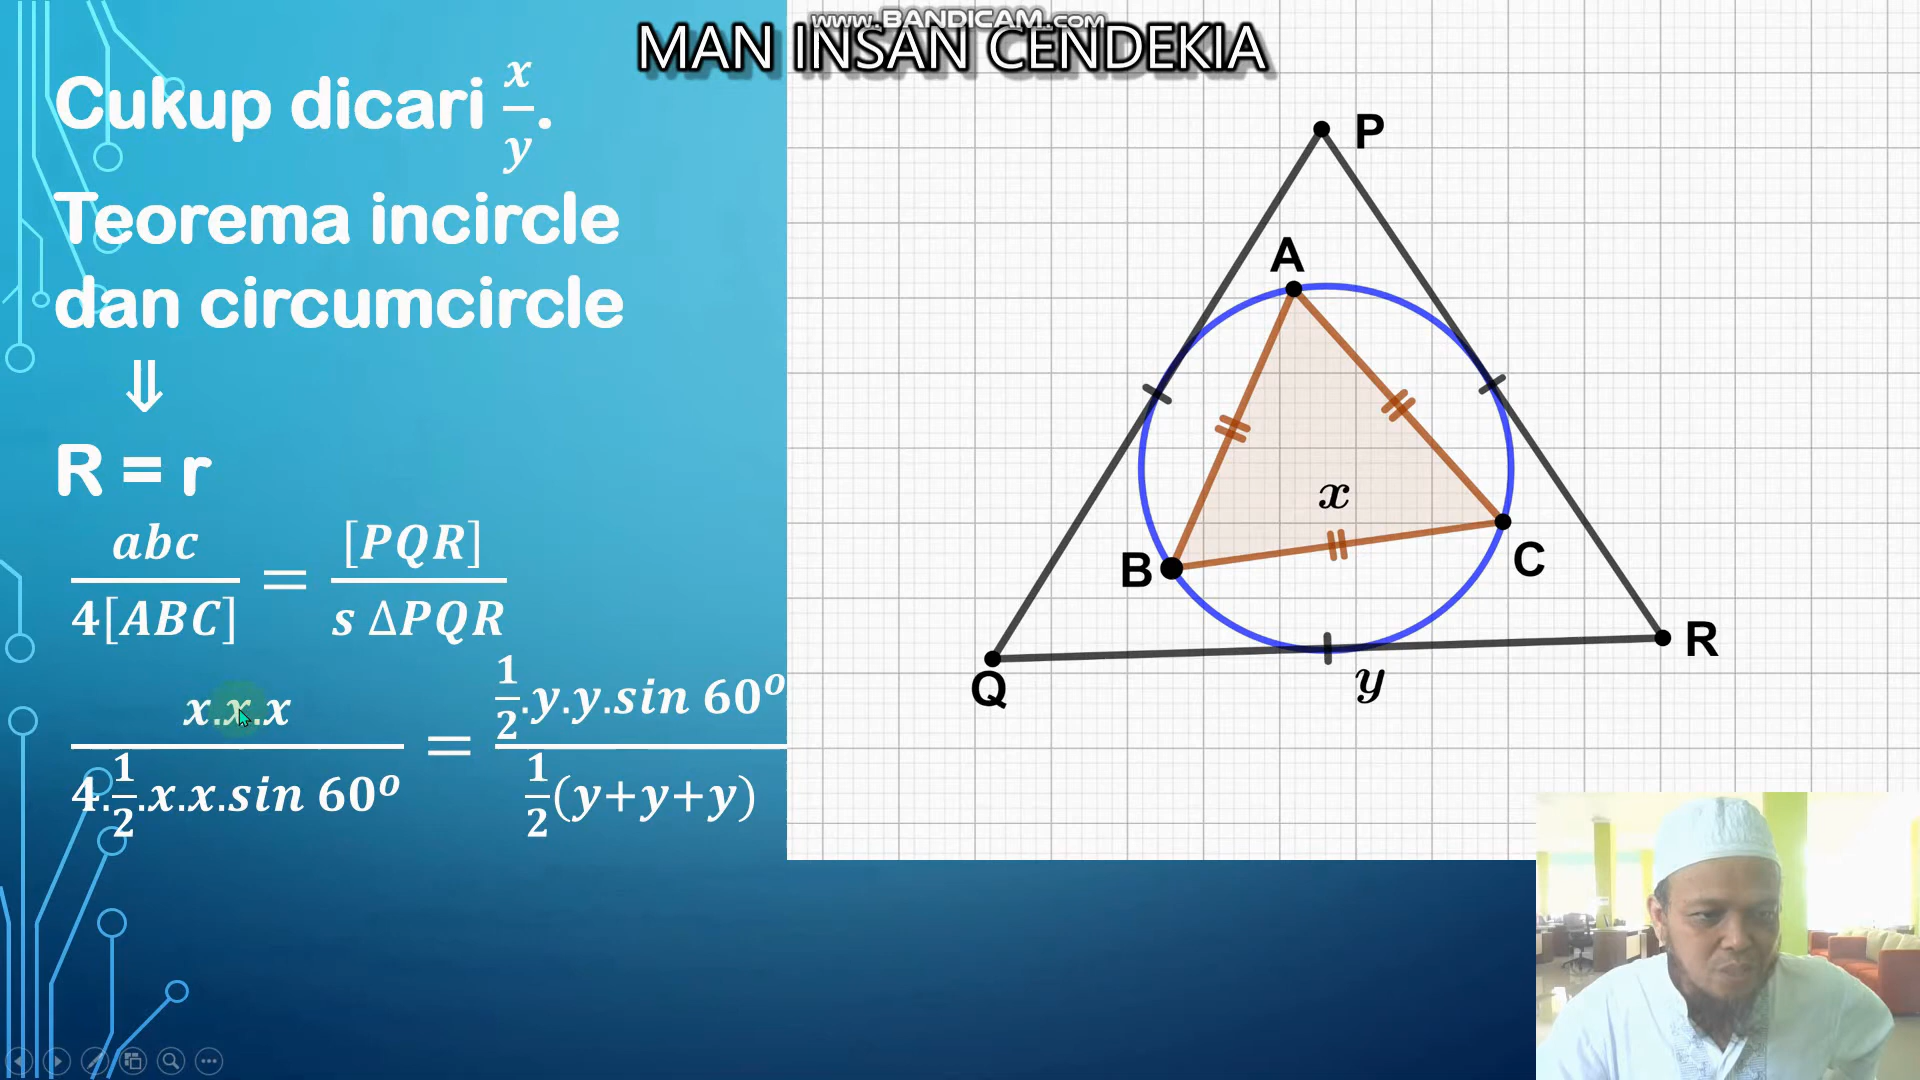 www.BANDICAM.com
MAN INSAN CENDEKIA
Cukup dicari x/y.
Teorema incircle
dan circumcircle
⇓
R = r
abc/4[ABC] = [PQR]/s ΔPQR
x.x.x/4.1/2.x.x.sin 60° = 1/2.y.y.sin 60°/1/2(y+y+y)
P
A
x
B
C
Q
R
y